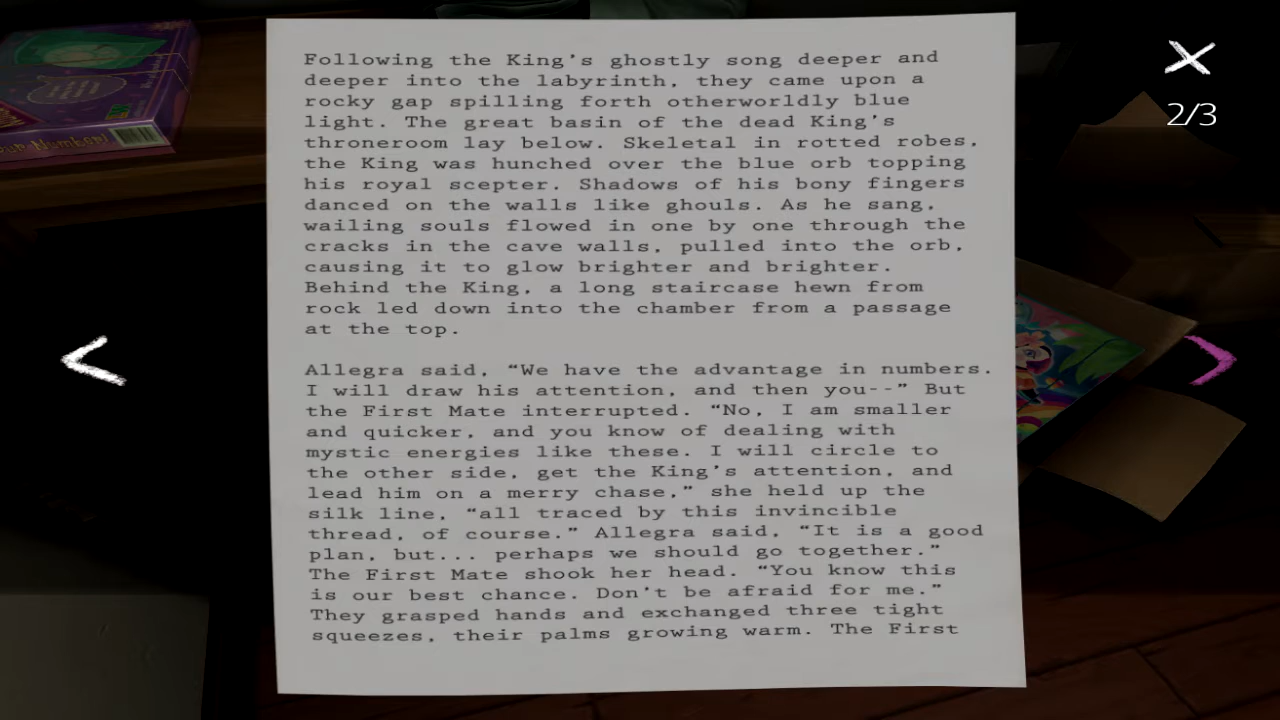 2/3
Following the King's ghostly song deeper and
deeper into the labyrinth, they came upon a
rocky gap spilling forth otherworldly blue
light. The great basin of the dead King's
throneroom lay below. Skeletal in rotted robes,
the King was hunched over the blue orb topping
his royal scepter. Shadows of his bony fingers
danced on the walls like ghouls. As he sang,
wailing souls flowed in one by one through the
cracks in the cave walls, pulled into the orb,
causing it to glow brighter and brighter.
Behind the King, a long staircase hewn from
rock led down into the chamber from a passage
at the top.
Allegra said, “We have the advantage in numbers.
I will draw his attention, and then you--” But
the First Mate interrupted. “No, I am smaller
and quicker, and you know of dealing with
mystic energies like these. I will circle to
the other side, get the King's attention, and
lead him on a merry chase,” she held up the
silk line, “all traced by this invincible
thread, of course.” Allegra said, “It is a good
plan, but... perhaps we should go together.”
The First Mate shook her head. “You know this
is our best chance. Don't be afraid for me.”
They grasped hands and exchanged three tight
squeezes, their palms growing warm. The First